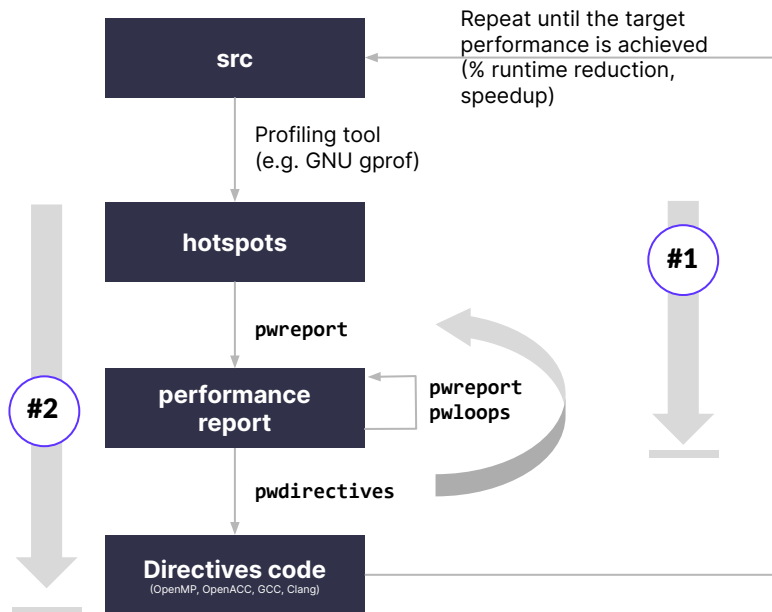 src
Repeat until the target
performance is achieved
(% runtime reduction,
speedup)
Profiling tool
(e.g. GNU gprof)
hotspots
#1
pwreport
performance
report
pwreport
pwloops
#2
pwdirectives
Directives code
(OpenMP, OpenACC, GCC, Clang)